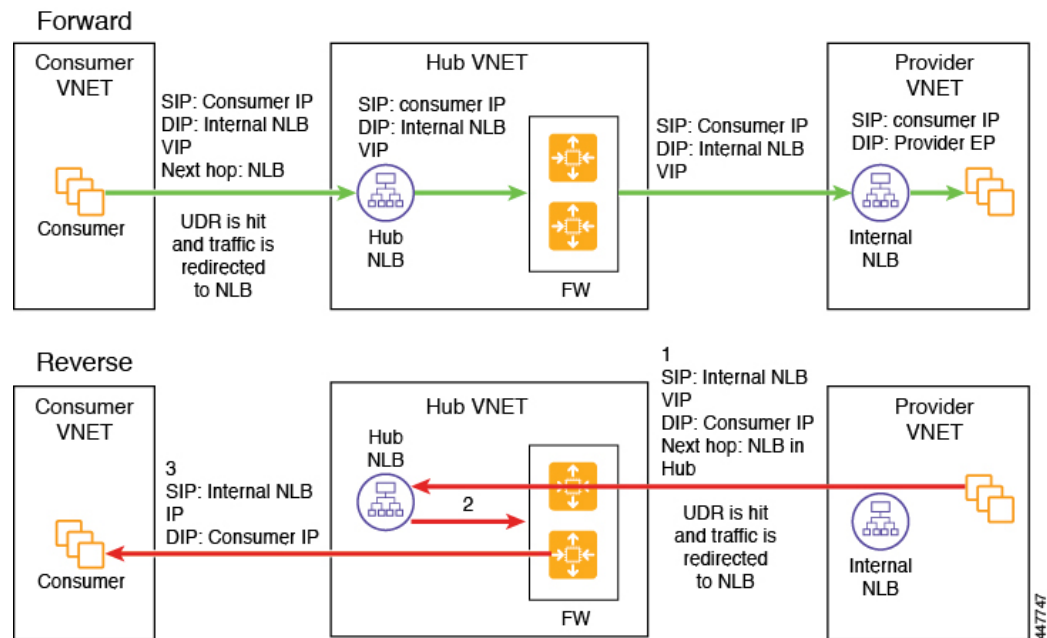 Forward
Consumer
VNET
SIP: Consumer IP
DIP: Internal NLB
VIP
Next hop: NLB
Consumer
UDR is hit
and traffic is
redirected
to NLB
Hub VNET
SIP: consumer IP
DIP: Internal NLB
VIP
Hub
NLB
FW
SIP: Consumer IP
DIP: Internal NLB
VIP
Provider
VNET
SIP: consumer IP
DIP: Provider EP
Internal
NLB
Reverse
Consumer
VNET
3
SIP: Internal NLB
IP
DIP: Consumer IP
Consumer
Hub VNET
Hub
NLB
2
FW
1
SIP: Internal NLB
VIP
DIP: Consumer IP
Next hop: NLB in
Hub
UDR is hit
and traffic is
redirected
to NLB
Provider
VNET
Internal
NLB
447747